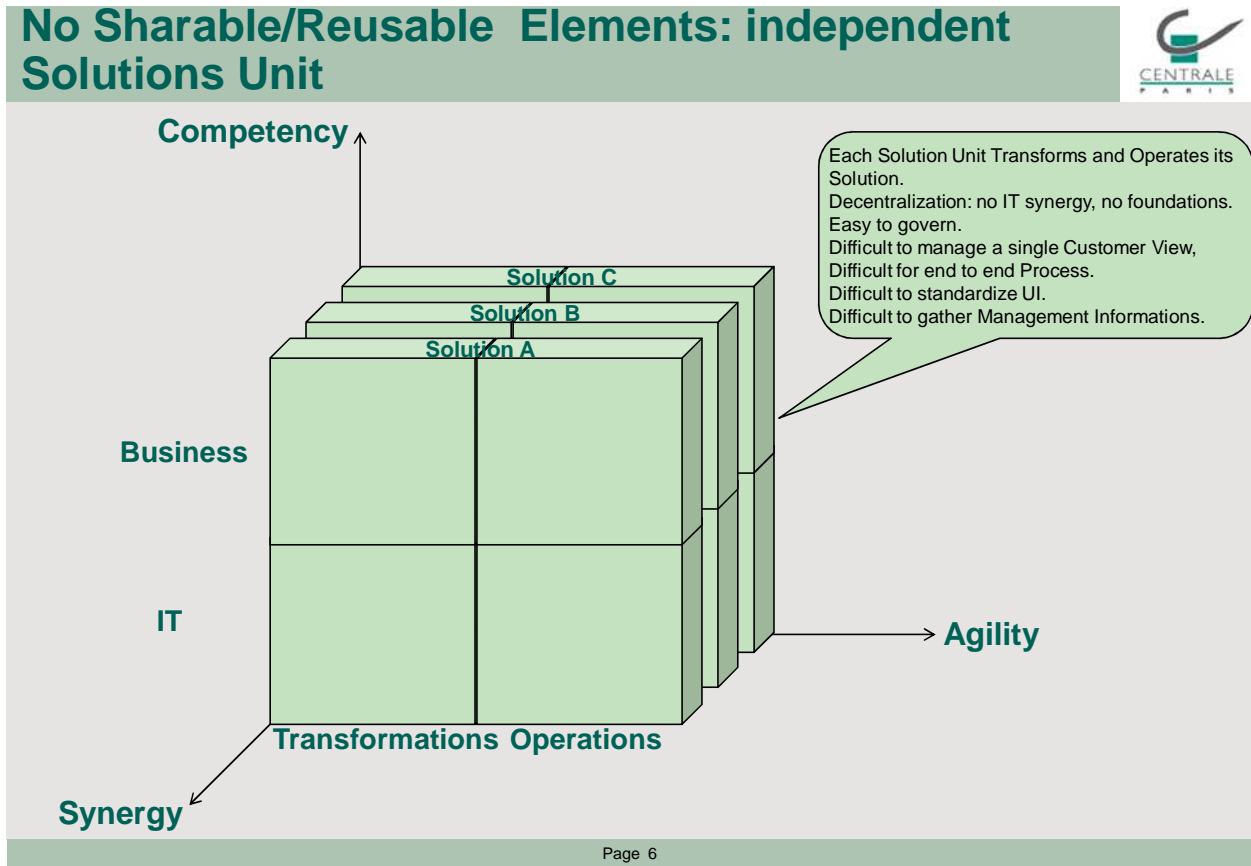 No Sharable/Reusable Elements: independent
Solutions Unit
CENTRALE
PARIS
Competency
Each Solution Unit Transforms and Operates its
Solution.
Decentralization: no IT synergy, no foundations.
Easy to govern.
Difficult to manage a single Customer View,
Difficult for end to end Process.
Difficult to standardize UI.
Difficult to gather Management Informations.
Solution C
Solution B
Solution A
Business
IT
Agility
Transformations Operations
Synergy
Page 6